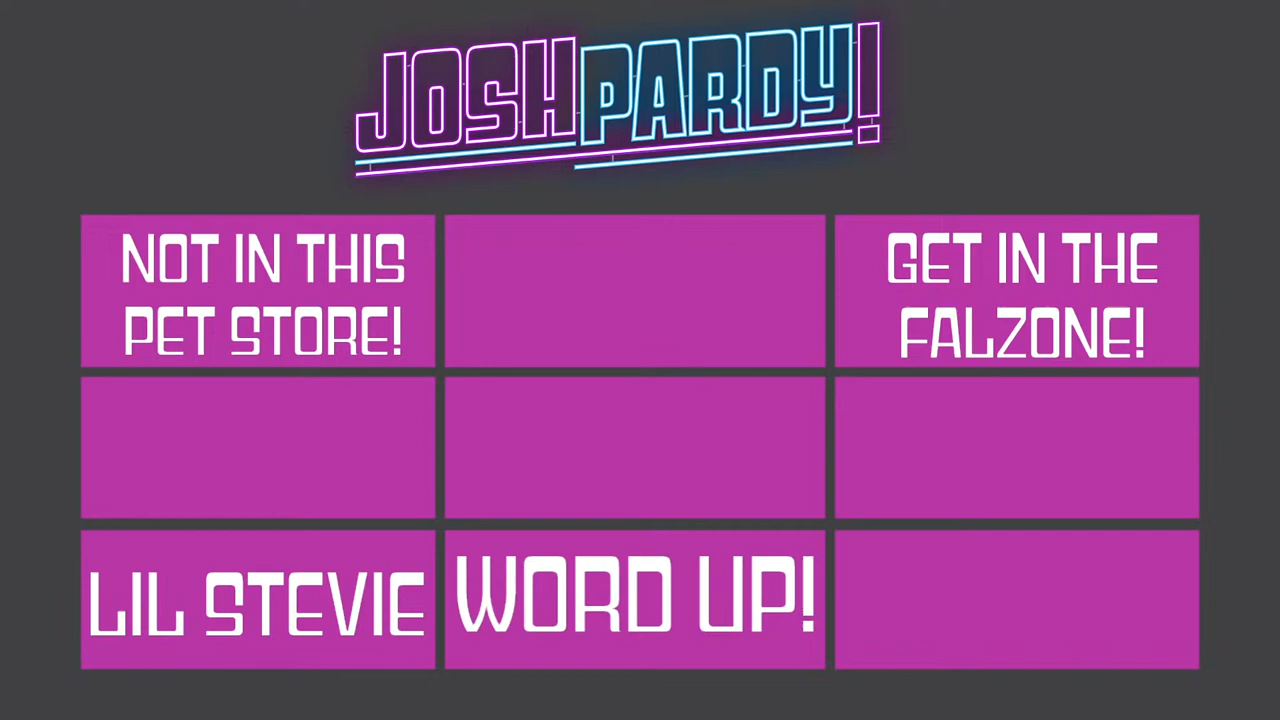 JOSHPARDY!
NOT IN THIS
PET STORE!
GET IN THE
FALZONE!
LIL STEVIE
WORD UP!